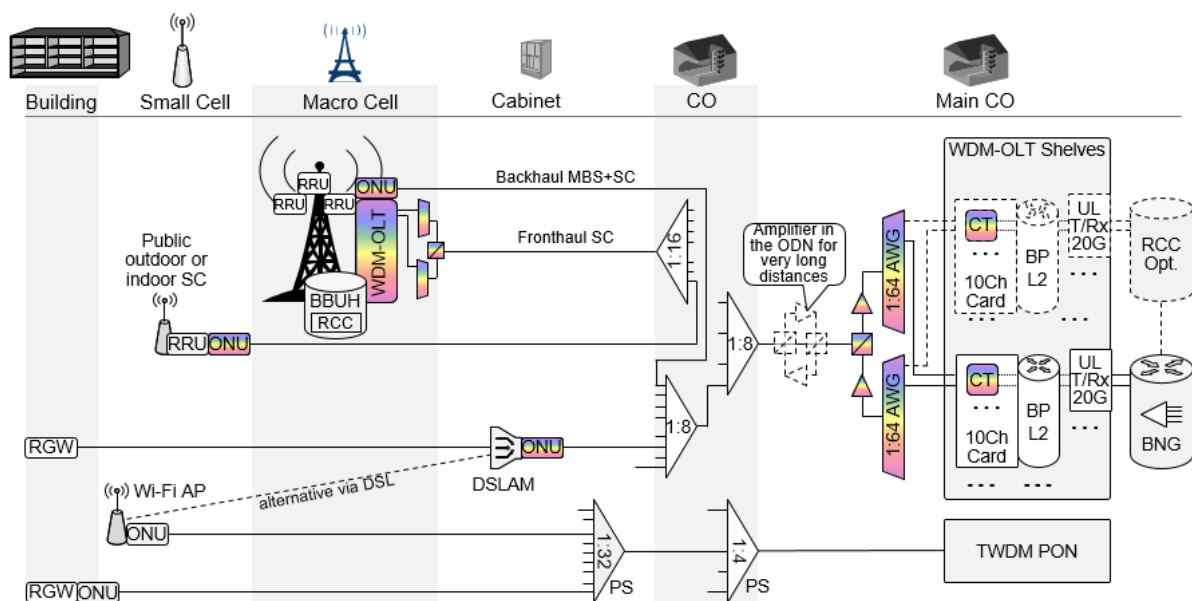 Building
Small Cell
Macro Cell
Cabinet
CO
Main CO
WDM-OLT Shelves
RRU
RRU
RRU
ONU
WDM-OLT
BBUH
RCC
Backhaul MBS+SC
Fronthaul SC
1:16
Public
outdoor or
indoor SC
RRU
ONU
1:8
1:8
Amplifier in
the ODN for
very long
distances
1:64 AWG
1:64 AWG
CT
...
10Ch
Card
...
BP
L2
UL
T/Rx
20G
...
...
RCC
Opt.
CT
...
10Ch
Card
...
BP
L2
...
UL
T/Rx
20G
...
BNG
RGW
ONU
DSLAM
alternative via DSL
Wi-Fi AP
ONU
1:32
PS
1:4
PS
TWDM PON
RGW
ONU